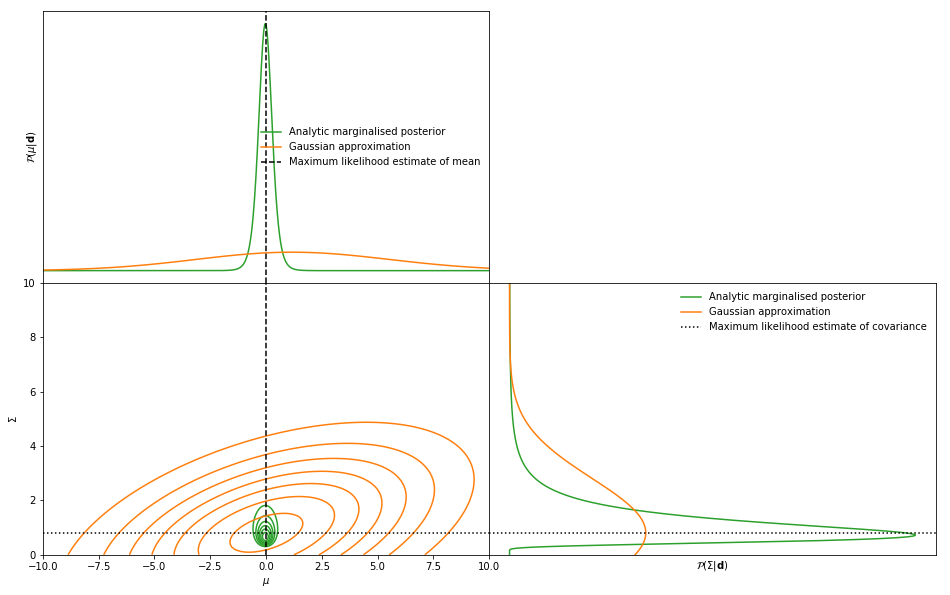 𝒫(μ|𝐝)
Analytic marginalised posterior
Gaussian approximation
Maximum likelihood estimate of mean
10
8
6
4
2
0
Σ
−10.0 −7.5 −5.0 −2.5 0.0 2.5 5.0 7.5 10.0
μ
Analytic marginalised posterior
Gaussian approximation
Maximum likelihood estimate of covariance
𝒫(Σ|𝐝)